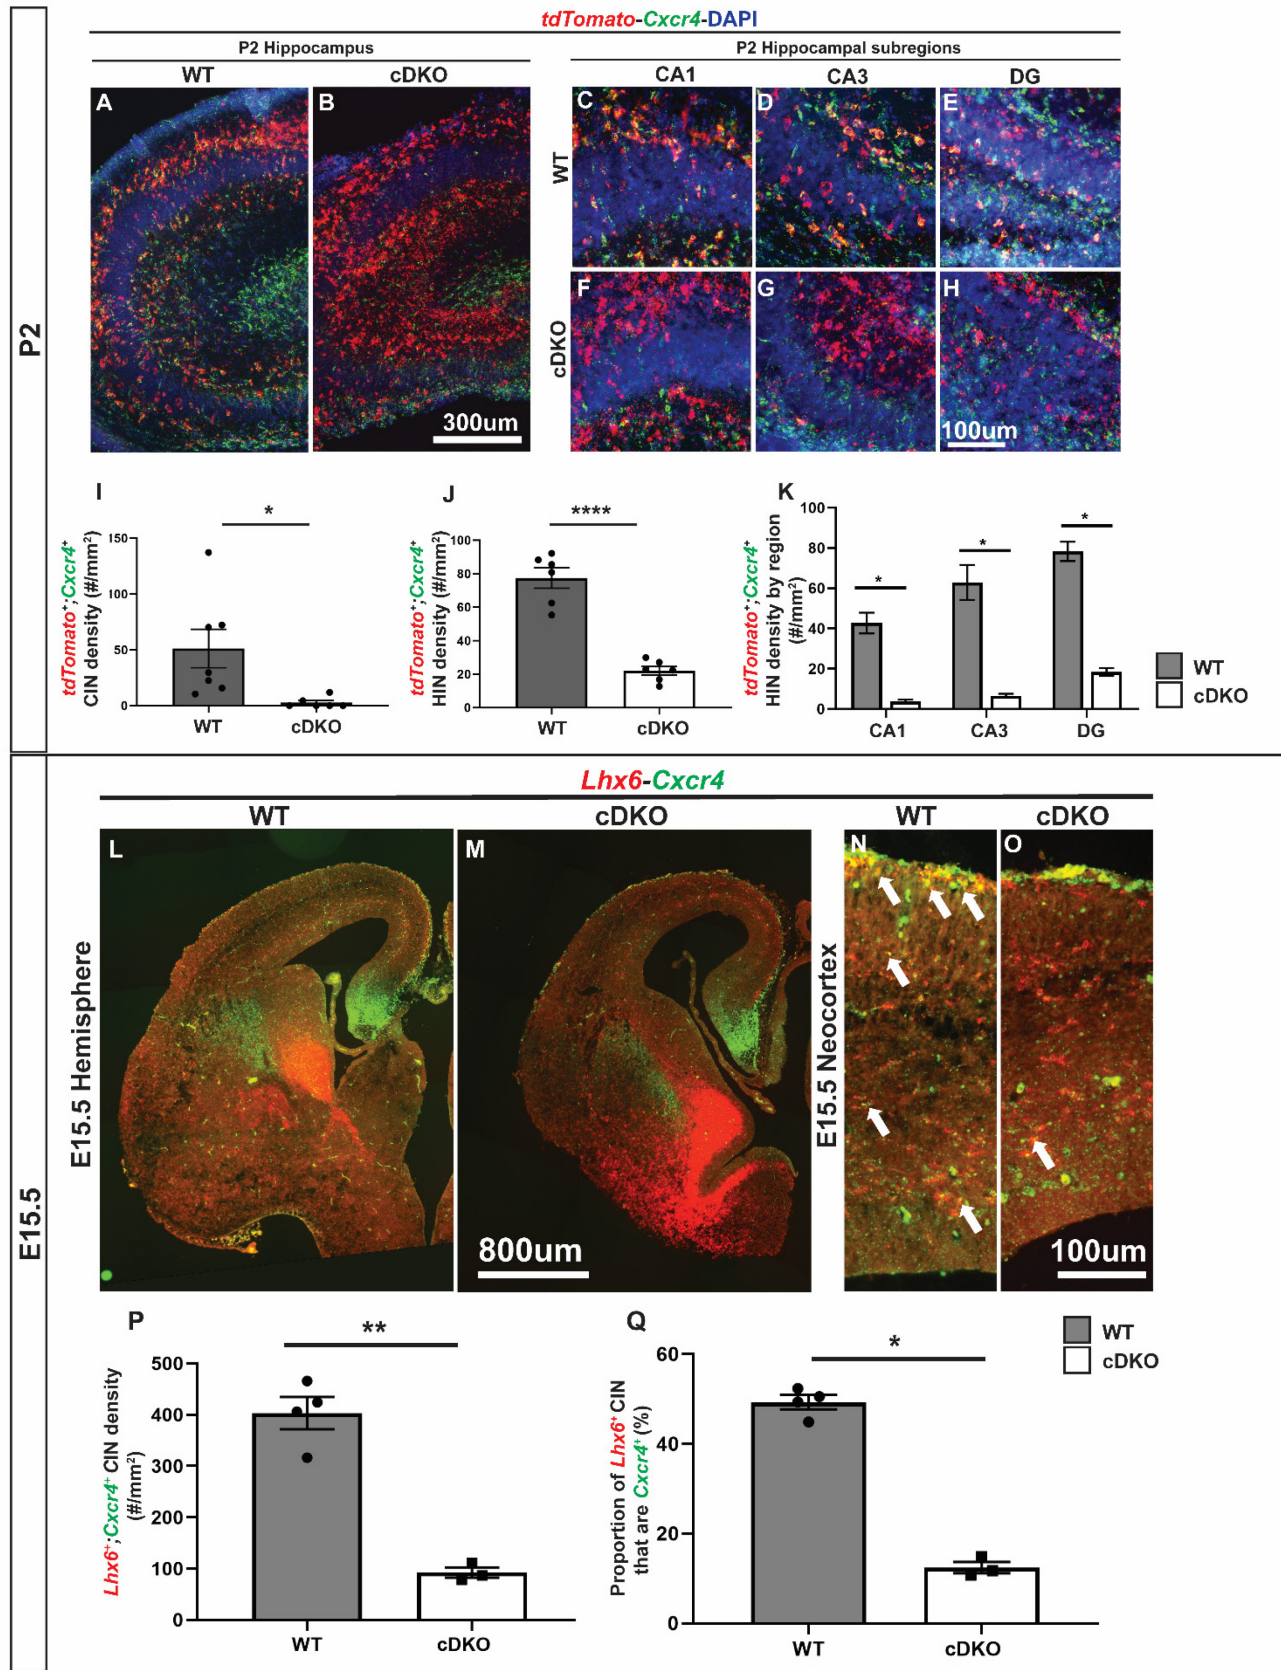 tdTomato-Cxcr4-DAPI
P2 Hippocampus
P2 Hippocampal subregions
WT
cDKO
CA1
CA3
DG
P2
A
B
C
D
E
WT
F
G
H
cDKO
300um
100um
I
*
tdTomato⁺;Cxcr4⁺
CIN density (#/mm²)
150
100
50
0
WT
cDKO
J
****
tdTomato⁺;Cxcr4⁺
HIN density (#/mm²)
100
80
60
40
20
0
WT
cDKO
K
*
*
*
tdTomato⁺;Cxcr4⁺
HIN density by region
(#/mm²)
100
80
60
40
20
0
CA1
CA3
DG
WT
cDKO
E15.5
Lhx6-Cxcr4
WT
cDKO
WT
cDKO
E15.5 Hemisphere
L
M
800um
E15.5 Neocortex
N
O
100um
P
**
Lhx6⁺;Cxcr4⁺ CIN density
(#/mm²)
500
400
300
200
100
0
WT
cDKO
Q
*
Proportion of Lhx6⁺ CIN
that are Cxcr4⁺ (%)
60
40
20
0
WT
cDKO
WT
cDKO